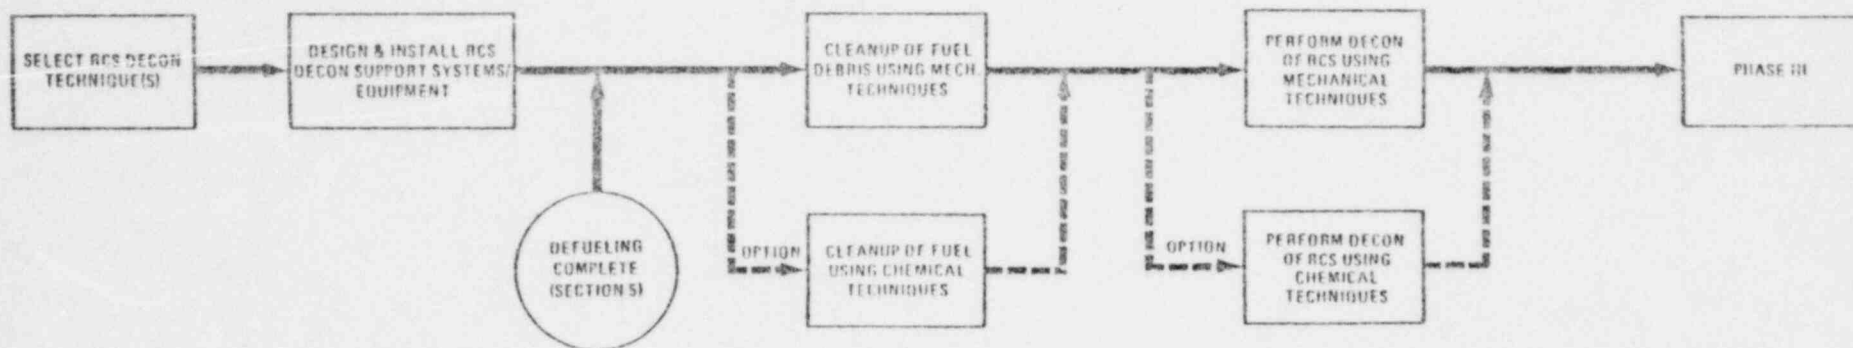 SELECT RCS DECON
TECHNIQUE(S)
DESIGN & INSTALL RCS
DECON SUPPORT SYSTEMS/
EQUIPMENT
DEFUELING
COMPLETE
(SECTION 5)
CLEANUP OF FUEL
DEBRIS USING MECH.
TECHNIQUES
OPTION
CLEANUP OF FUEL
USING CHEMICAL
TECHNIQUES
PERFORM DECON
OF RCS USING
MECHANICAL
TECHNIQUES
OPTION
PERFORM DECON
OF RCS USING
CHEMICAL
TECHNIQUES
PHASE III